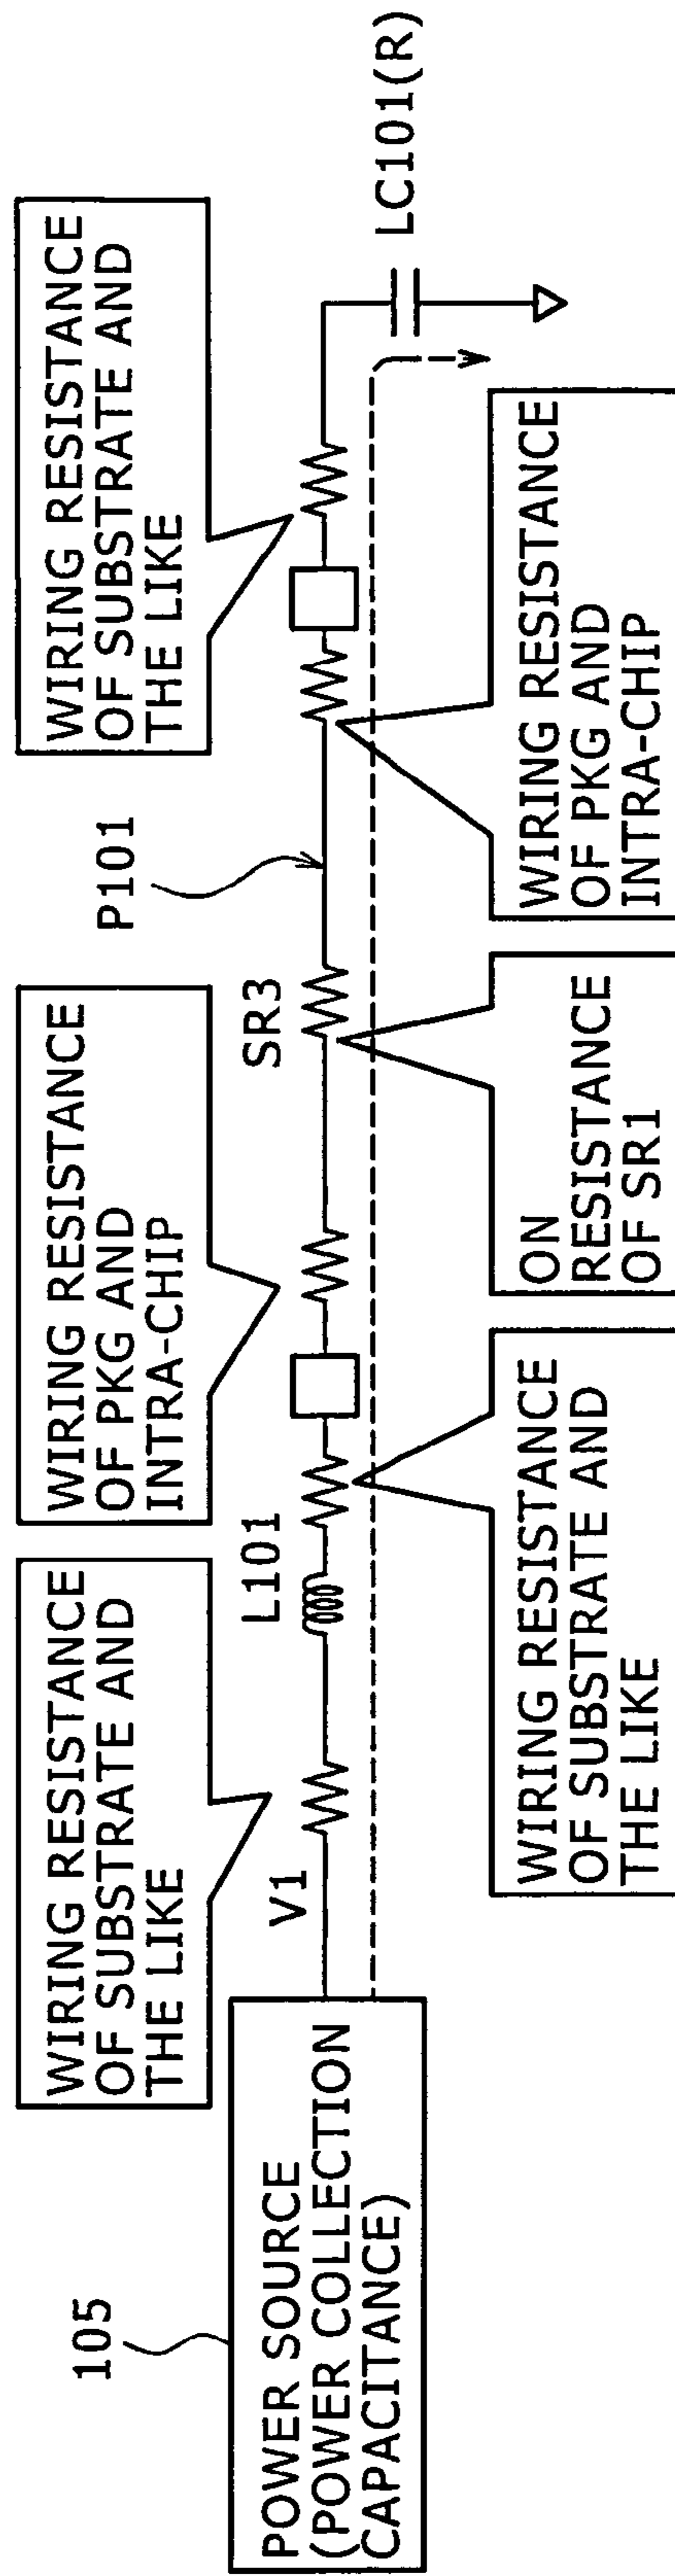 105
POWER SOURCE
(POWER COLLECTION
CAPACITANCE)
V1
WIRING RESISTANCE
OF SUBSTRATE AND
THE LIKE
L101
WIRING RESISTANCE
OF SUBSTRATE AND
THE LIKE
WIRING RESISTANCE
OF PKG AND
INTRA-CHIP
SR3
ON
RESISTANCE
OF SR1
P101
WIRING RESISTANCE
OF PKG AND
INTRA-CHIP
WIRING RESISTANCE
OF SUBSTRATE AND
THE LIKE
LC101(R)